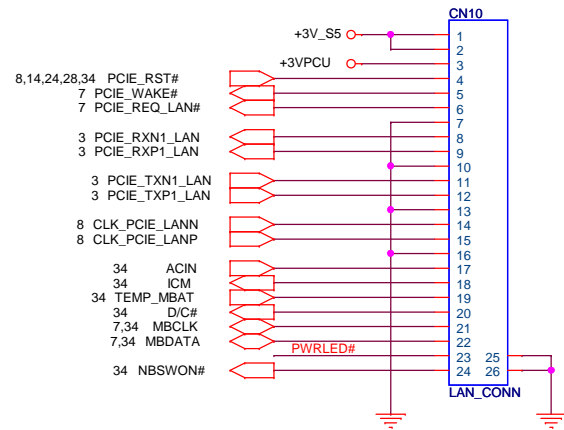 CN10
+3V_S5 1
2
+3VPCU 3
8,14,24,28,34 PCIE_RST# 4
7 PCIE_WAKE# 5
7 PCIE_REQ_LAN# 6
7
3 PCIE_RXN1_LAN 8
3 PCIE_RXP1_LAN 9
10
3 PCIE_TXN1_LAN 11
3 PCIE_TXP1_LAN 12
13
8 CLK_PCIE_LANN 14
8 CLK_PCIE_LANP 15
16
34 ACIN 17
34 ICM 18
34 TEMP_MBAT 19
34 D/C# 20
7,34 MBCLK 21
7,34 MBDATA 22
PWRLED# 23 25
34 NBSWON# 24 26
LAN_CONN